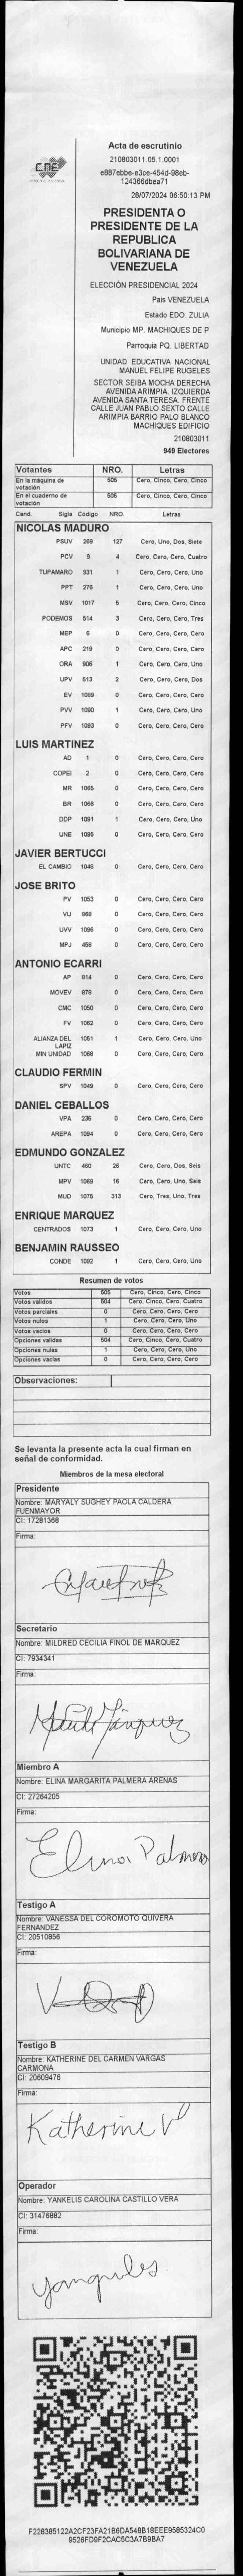 CNE
Acta de escrutinio
210803011.05.1.0001
e887ebbe-e3ce-454d-98eb-
124366dbea71
28/07/2024 06:50:13 PM
PRESIDENTA O
PRESIDENTE DE LA
REPUBLICA
BOLIVARIANA DE
VENEZUELA
ELECCIÓN PRESIDENCIAL 2024
Pais VENEZUELA
Estado EDO. ZULIA
Municipio MP. MACHIQUES DE P
Parroquia PQ. LIBERTAD
UNIDAD EDUCATIVA NACIONAL
MANUEL FELIPE RUGELES
SECTOR SEIBA MOCHA DERECHA
AVENIDA ARIMPIA. IZQUIERDA
AVENIDA SANTA TERESA. FRENTE
CALLE JUAN PABLO SEXTO CALLE
ARIMPIA BARRIO PALO BLANCO
MACHIQUES EDIFICIO
210803011
949 Electores
Votantes NRO. Letras
En la máquina de votación 505 Cero, Cinco, Cero, Cinco
En el cuaderno de votación 505 Cero, Cinco, Cero, Cinco
Cand. Sigla Código NRO. Letras
NICOLAS MADURO
PSUV 269 127 Cero, Uno, Dos, Siete
PCV 9 4 Cero, Cero, Cero, Cuatro
TUPAMARO 931 1 Cero, Cero, Cero, Uno
PPT 276 1 Cero, Cero, Cero, Uno
MSV 1017 5 Cero, Cero, Cero, Cinco
PODEMOS 514 3 Cero, Cero, Cero, Tres
MEP 6 0 Cero, Cero, Cero, Cero
APC 219 0 Cero, Cero, Cero, Cero
ORA 906 1 Cero, Cero, Cero, Uno
UPV 513 2 Cero, Cero, Cero, Dos
EV 1089 0 Cero, Cero, Cero, Cero
PVV 1090 1 Cero, Cero, Cero, Uno
PFV 1093 0 Cero, Cero, Cero, Cero
LUIS MARTINEZ
AD 1 0 Cero, Cero, Cero, Cero
COPEI 2 0 Cero, Cero, Cero, Cero
MR 1065 0 Cero, Cero, Cero, Cero
BR 1066 0 Cero, Cero, Cero, Cero
DDP 1091 1 Cero, Cero, Cero, Uno
UNE 1096 0 Cero, Cero, Cero, Cero
JAVIER BERTUCCI
EL CAMBIO 1048 0 Cero, Cero, Cero, Cero
JOSE BRITO
PV 1053 0 Cero, Cero, Cero, Cero
VU 868 0 Cero, Cero, Cero, Cero
UVV 1096 0 Cero, Cero, Cero, Cero
MPJ 458 0 Cero, Cero, Cero, Cero
ANTONIO ECARRI
AP 814 0 Cero, Cero, Cero, Cero
MOVEV 878 0 Cero, Cero, Cero, Cero
CMC 1050 0 Cero, Cero, Cero, Cero
FV 1062 0 Cero, Cero, Cero, Cero
ALIANZA DEL LAPIZ 1051 1 Cero, Cero, Cero, Uno
MIN UNIDAD 1068 0 Cero, Cero, Cero, Cero
CLAUDIO FERMIN
SPV 1049 0 Cero, Cero, Cero, Cero
DANIEL CEBALLOS
VPA 236 0 Cero, Cero, Cero, Cero
AREPA 1094 0 Cero, Cero, Cero, Cero
EDMUNDO GONZALEZ
UNTC 460 26 Cero, Cero, Dos, Seis
MPV 1069 16 Cero, Cero, Uno, Seis
MUD 1075 313 Cero, Tres, Uno, Tres
ENRIQUE MARQUEZ
CENTRADOS 1073 1 Cero, Cero, Cero, Uno
BENJAMIN RAUSSEO
CONDE 1092 1 Cero, Cero, Cero, Uno
Resumen de votos
Votos 505 Cero, Cinco, Cero, Cinco
Votos validos 504 Cero, Cinco, Cero, Cuatro
Votos parciales 0 Cero, Cero, Cero, Cero
Votos nulos 1 Cero, Cero, Cero, Uno
Votos vacios 0 Cero, Cero, Cero, Cero
Opciones validas 504 Cero, Cinco, Cero, Cuatro
Opciones nulas 1 Cero, Cero, Cero, Uno
Opciones vacias 0 Cero, Cero, Cero, Cero
Observaciones:
Se levanta la presente acta la cual firman en
señal de conformidad.
Miembros de la mesa electoral
Presidente
Nombre: MARYALY SUGHEY PAOLA CALDERA
FUENMAYOR
CI: 17281368
Firma:
Secretario
Nombre: MILDRED CECILIA FINOL DE MARQUEZ
CI: 7934341
Firma:
Miembro A
Nombre: ELINA MARGARITA PALMERA ARENAS
CI: 27264205
Firma:
Elina Palmera
Testigo A
Nombre: VANESSA DEL COROMOTO QUIVERA
FERNANDEZ
CI: 20510856
Firma:
Testigo B
Nombre: KATHERINE DEL CARMEN VARGAS
CARMONA
CI: 20609476
Firma:
Katherine V
Operador
Nombre: YANKELIS CAROLINA CASTILLO VERA
CI: 31476882
Firma:
F228385122A2CF23FA21B6DA548B18EEE9585324C0
9526FD9F2CAC5C3A7B9BA7